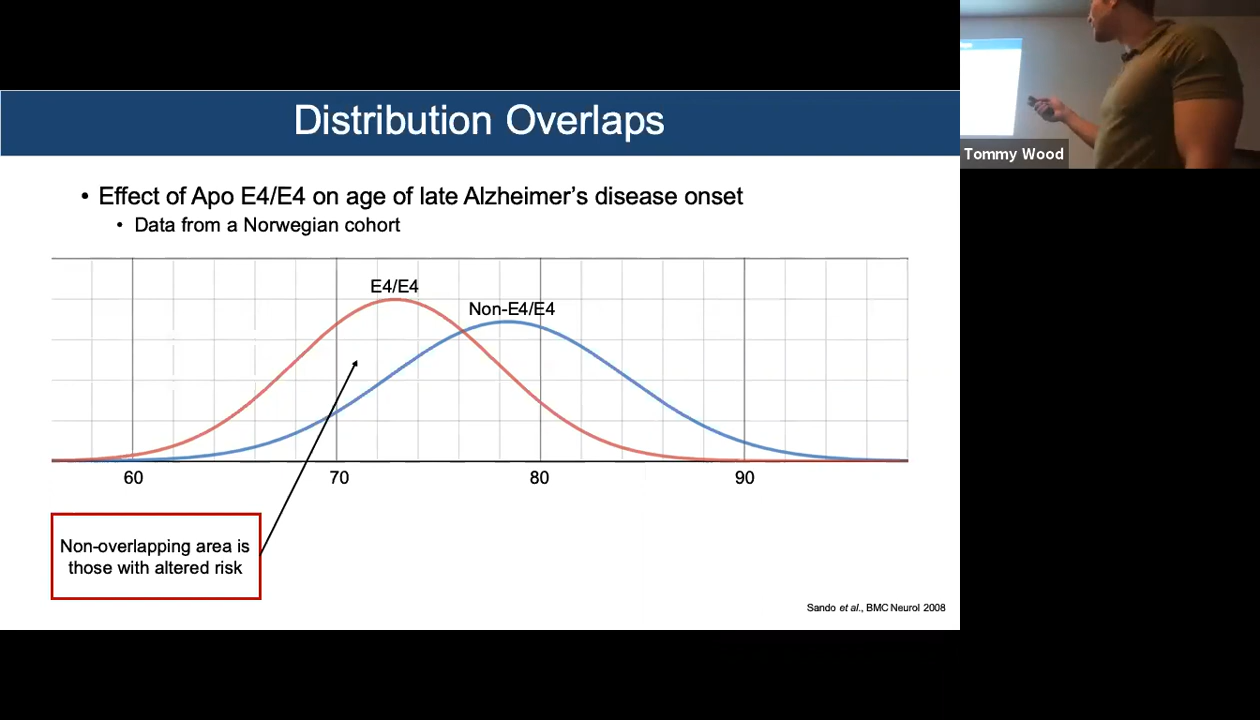 Distribution Overlaps
Tommy Wood
• Effect of Apo E4/E4 on age of late Alzheimer’s disease onset
• Data from a Norwegian cohort
E4/E4
Non-E4/E4
60 70 80 90
Non-overlapping area is
those with altered risk
Sando et al., BMC Neurol 2008